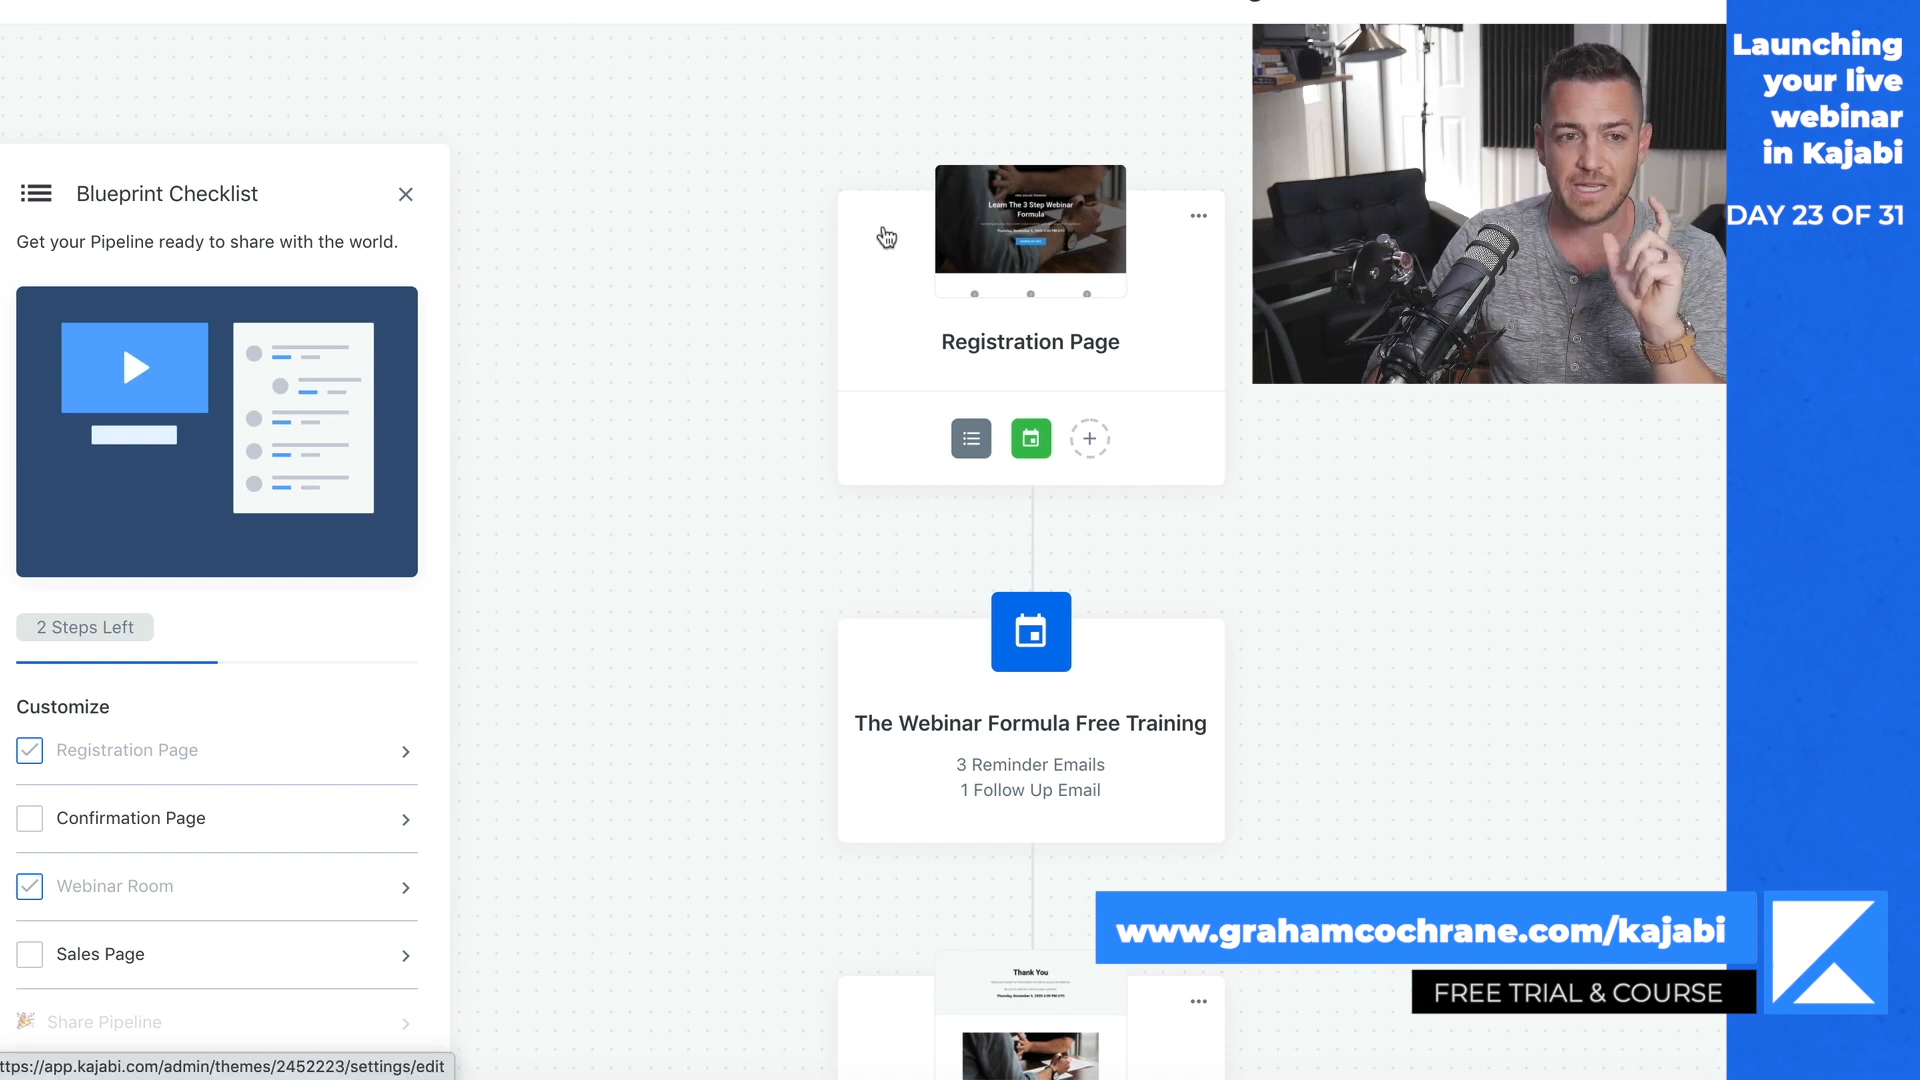 Launching
your live
webinar
in Kajabi
DAY 23 OF 31
Blueprint Checklist
Get your Pipeline ready to share with the world.
2 Steps Left
Customize
Registration Page
Confirmation Page
Webinar Room
Sales Page
Share Pipeline
ttps://app.kajabi.com/admin/themes/2452223/settings/edit
Learn The 3 Step Webinar
Formula
Registration Page
The Webinar Formula Free Training
3 Reminder Emails
1 Follow Up Email
Thank You
www.grahamcochrane.com/kajabi
FREE TRIAL & COURSE